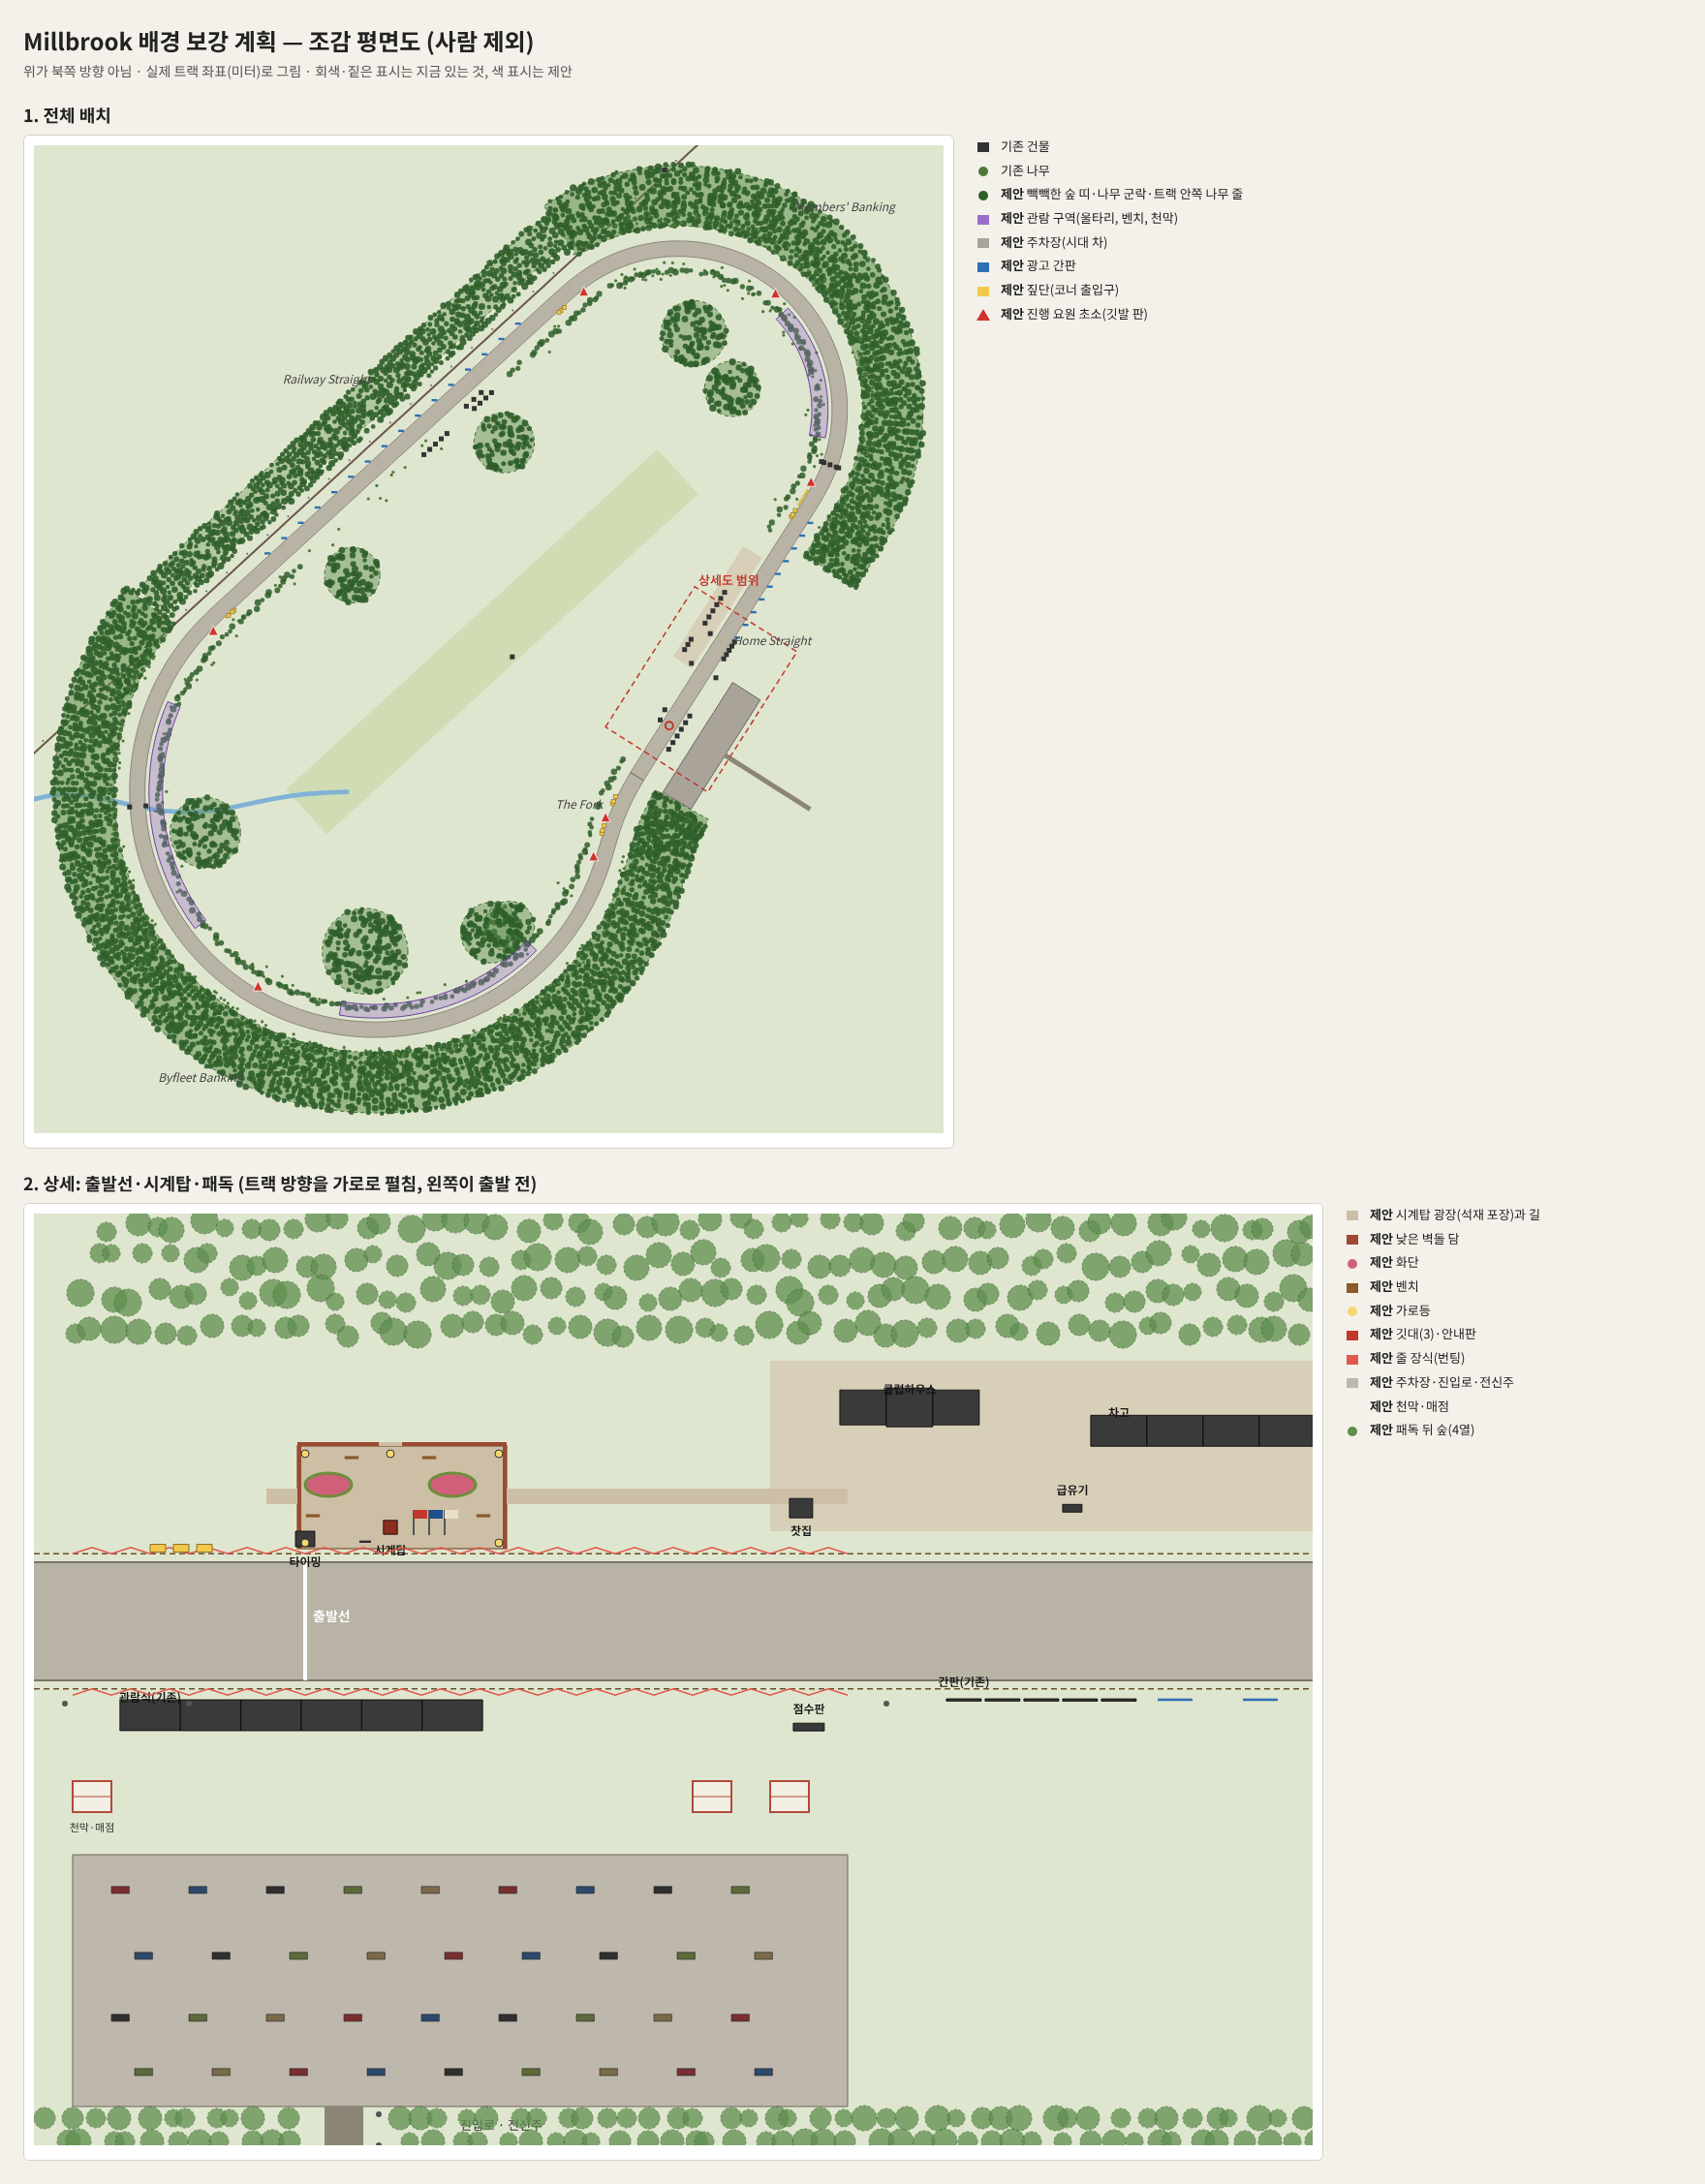 Millbrook 배경 보강 계획 — 조감 평면도 (사람 제외)
위가 북쪽 방향 아님 · 실제 트랙 좌표(미터)로 그림 · 회색·짙은 표시는 지금 있는 것, 색 표시는 제안
1. 전체 배치
Members' Banking
Railway Straight
상세도 범위
Home Straight
The Fork
Byfleet Banking
기존 건물
기존 나무
제안 빽빽한 숲 띠·나무 군락·트랙 안쪽 나무 줄
제안 관람 구역(울타리, 벤치, 천막)
제안 주차장(시대 차)
제안 광고 간판
제안 짚단(코너 출입구)
제안 진행 요원 초소(깃발 판)
2. 상세: 출발선·시계탑·패독 (트랙 방향을 가로로 펼침, 왼쪽이 출발 전)
클럽하우스
차고
급유기
찻집
시계탑
타이밍
출발선
간판(기존)
관람석(기존)
점수판
천막·매점
진입로 · 전신주
제안 시계탑 광장(석재 포장)과 길
제안 낮은 벽돌 담
제안 화단
제안 벤치
제안 가로등
제안 깃대(3)·안내판
제안 줄 장식(번팅)
제안 주차장·진입로·전신주
제안 천막·매점
제안 패독 뒤 숲(4열)